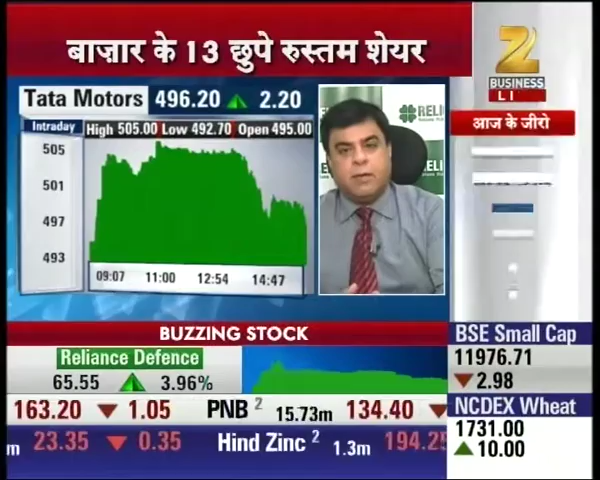 बाज़ार के 13 छुपे रुस्तम शेयर
Z
BUSINESS
LI
Tata Motors 496.20 2.20
Intraday High 505.00 Low 492.70 Open 495.00
505
501
497
493
09:07 11:00 12:54 14:47
RELI
आज के जीरो
BUZZING STOCK
Reliance Defence
65.55 3.96%
BSE Small Cap
11976.71
2.98
163.20 1.05 PNB 2 15.73m 134.40
NCDEX Wheat
1731.00
10.00
m 23.35 0.35 Hind Zinc 2 1.3m 194.25